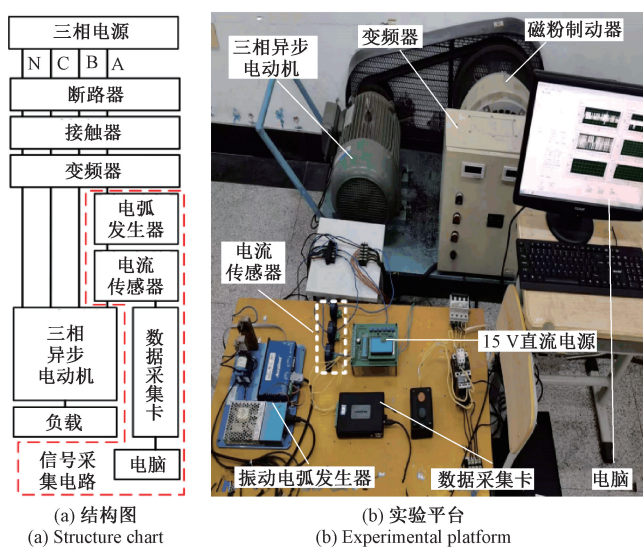 三相电源
N C B A
断路器
接触器
变频器
电弧
发生器
电流
传感器
三相
异步
电动机
数
据
采
集
卡
负载
信号采
集电路
电脑
(a) 结构图
(a) Structure chart
三相异步
电动机
变频器
磁粉制动器
电流
传感器
15 V直流电源
振动电弧发生器
数据采集卡
电脑
(b) 实验平台
(b) Experimental platform